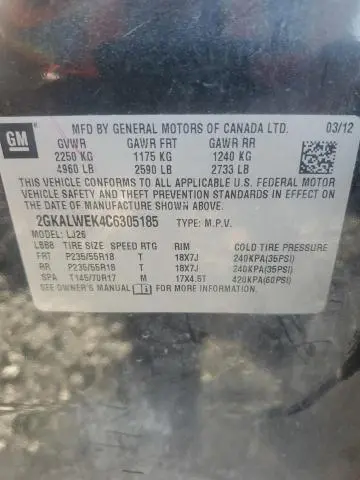 GM
MFD BY GENERAL MOTORS OF CANADA LTD. 03/12
GVWR GAWR FRT GAWR RR
2250 KG 1175 KG 1240 KG
4960 LB 2590 LB 2733 LB
THIS VEHICLE CONFORMS TO ALL APPLICABLE U.S. FEDERAL MOTOR
VEHICLE SAFETY AND THEFT PREVENTION STANDARDS IN EFFECT ON
THE DATE OF MANUFACTURE SHOWN ABOVE.
2GKALWEK4C6305185 TYPE: M.P.V.
MODEL: LJ26
LBB8 TIRE SIZE SPEED RTG RIM COLD TIRE PRESSURE
FRT P235/55R18 T 18X7J 240KPA(35PSI)
RR P235/55R18 T 18X7J 240KPA(35PSI)
SPA T145/70R17 M 17X4.5T 420KPA(60PSI)
SEE OWNER'S MANUAL FOR MORE INFORMATION.